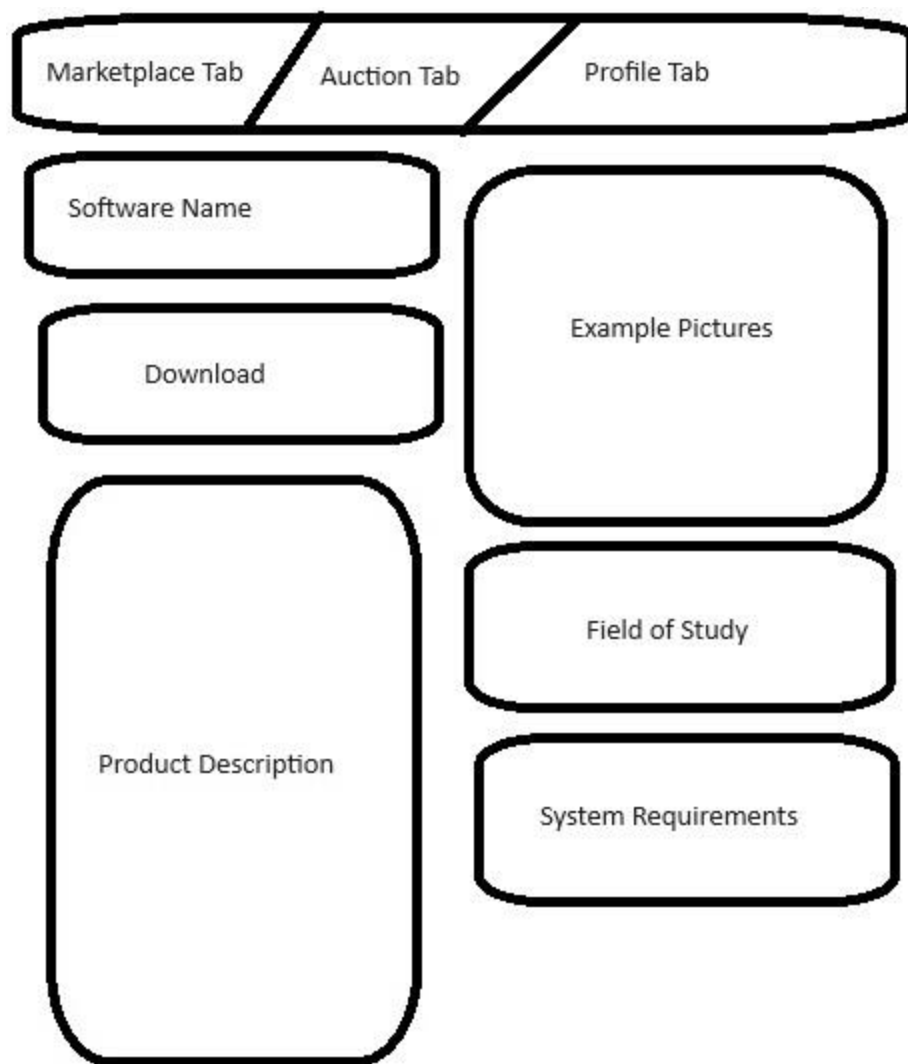 Marketplace Tab
Auction Tab
Profile Tab
Software Name
Download
Product Description
Example Pictures
Field of Study
System Requirements